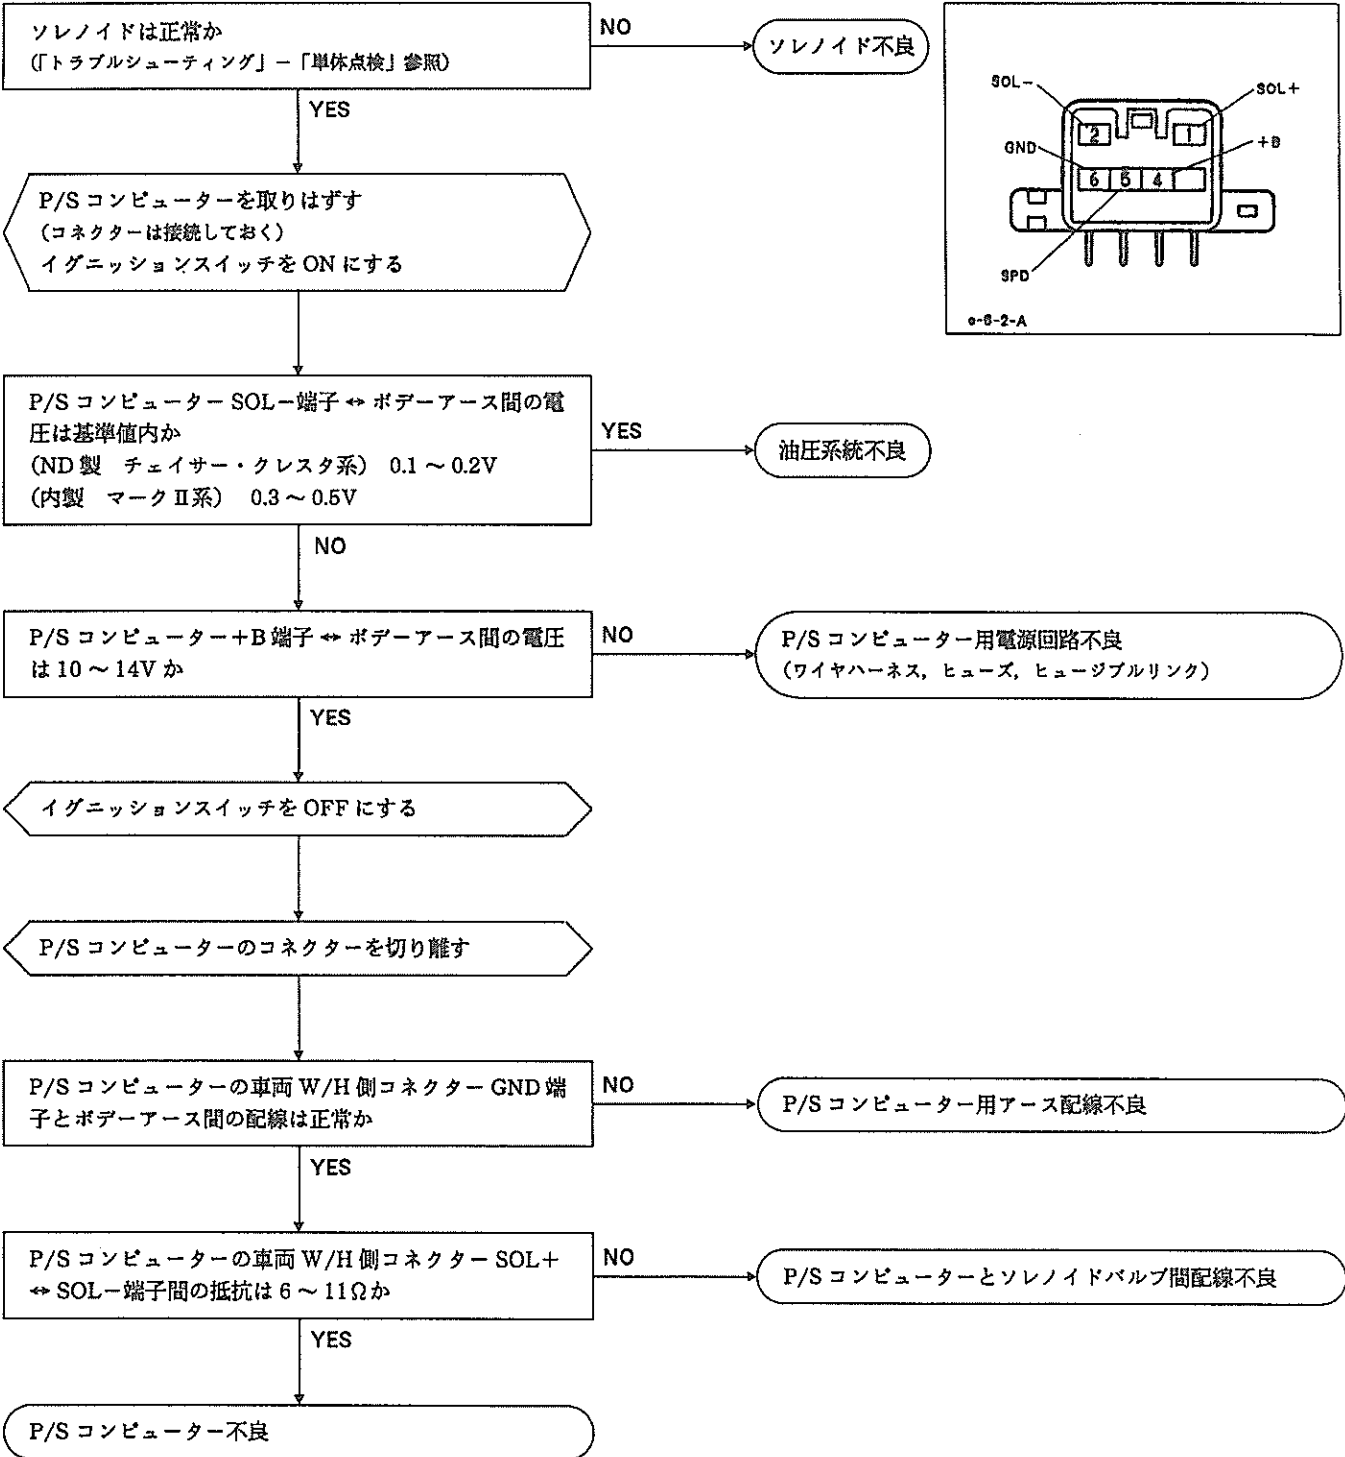 ソレノイドは正常か
(「トラブルシューティング」－「単体点検」参照)
NO
ソレノイド不良
YES
SOL－
SOL＋
2
1
GND
＋B
6 5 4
SPD
P/S コンピューターを取りはずす
(コネクターは接続しておく)
イグニッションスイッチを ON にする
P/S コンピューター SOL－端子 ⇔ ボデーアース間の電
圧は基準値内か
(ND 製　チェイサー・クレスタ系)　0.1 ～ 0.2V
(内製　マークⅡ系)　0.3 ～ 0.5V
YES
油圧系統不良
NO
P/S コンピューター＋B 端子 ⇔ ボデーアース間の電圧
は 10 ～ 14V か
NO
P/S コンピューター用電源回路不良
(ワイヤハーネス，ヒューズ，ヒュージブルリンク)
YES
イグニッションスイッチを OFF にする
P/S コンピューターのコネクターを切り離す
P/S コンピューターの車両 W/H 側コネクター GND 端
子とボデーアース間の配線は正常か
NO
P/S コンピューター用アース配線不良
YES
P/S コンピューターの車両 W/H 側コネクター SOL＋
⇔ SOL－端子間の抵抗は 6 ～ 11Ωか
NO
P/S コンピューターとソレノイドバルブ間配線不良
YES
P/S コンピューター不良